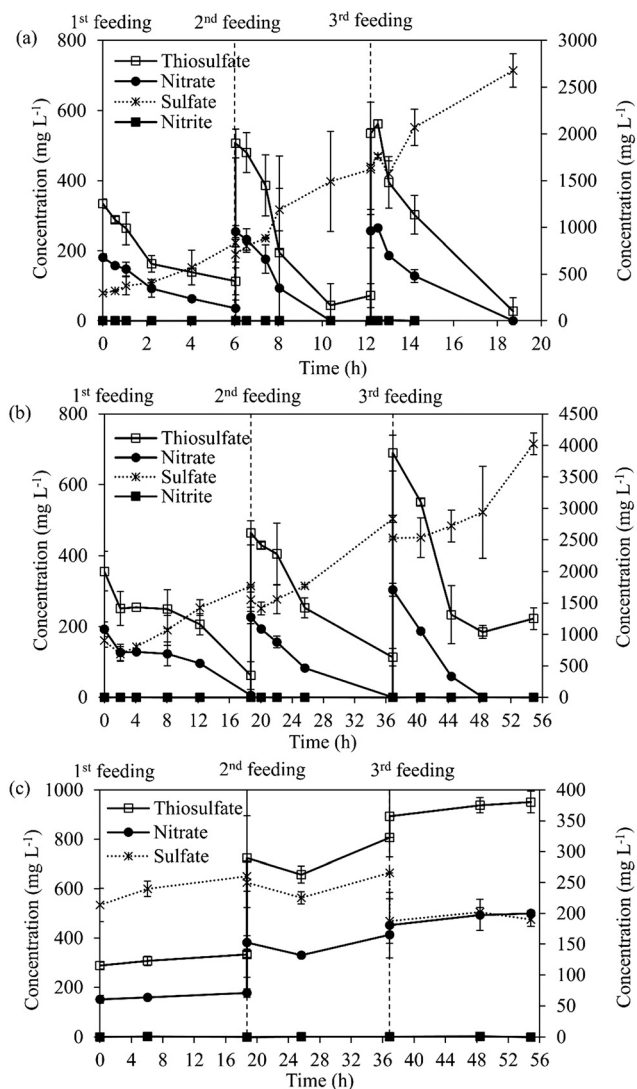 (a)
1st feeding 2nd feeding 3rd feeding
800 3000
Thiosulfate
Nitrate
Sulfate
Nitrite
2500
600
2000
400 1500
1000
200
500
0 0
0 2 4 6 8 10 12 14 16 18 20
Time (h)
Concentration (mg L-1)
Concentration (mg L-1)
(b)
1st feeding 2nd feeding 3rd feeding
800 4500
Thiosulfate
Nitrate
Sulfate
Nitrite
4000
600 3500
3000
400 2500
2000
1500
200 1000
500
0 0
0 4 8 12 16 20 24 28 32 36 40 44 48 52 56
Time (h)
Concentration (mg L-1)
Concentration (mg L-1)
(c)
1st feeding 2nd feeding 3rd feeding
1000 400
Thiosulfate
Nitrate
Sulfate
350
800
300
600 250
200
400 150
100
200
50
0 0
0 4 8 12 16 19 24 28 32 36 40 44 48 52 56
Time (h)
Concentration (mg L-1)
Concentration (mg L-1)